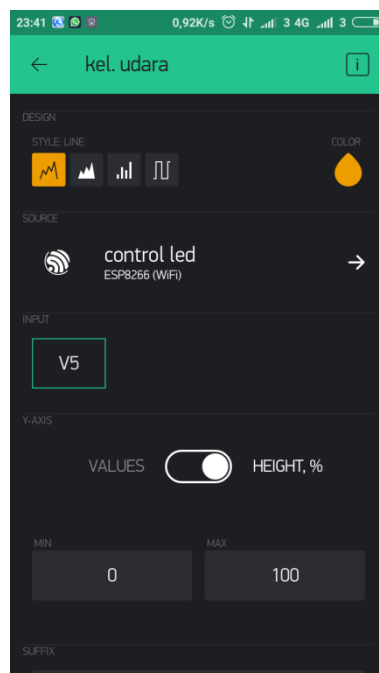 23:41 0,92K/s 3 4G 3
kel. udara
i
DESIGN
STYLE: LINE
COLOR
SOURCE
control led
ESP8266 (WiFi)
INPUT
V5
Y-AXIS
VALUES HEIGHT, %
MIN MAX
0 100
SUFFIX